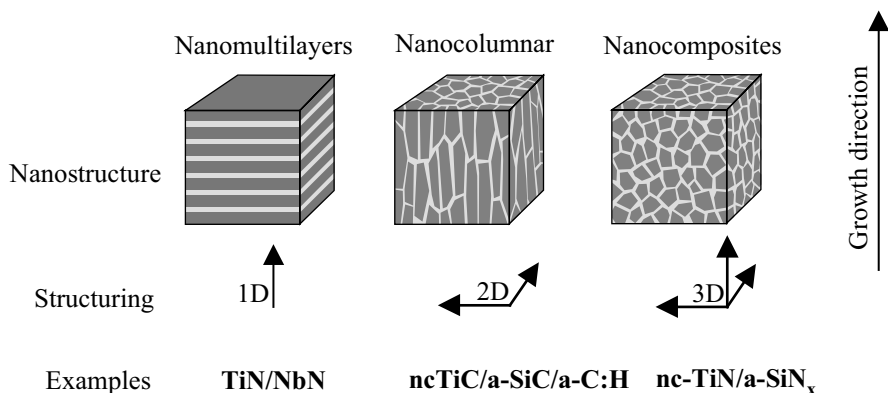 Nanomultilayers Nanocolumnar Nanocomposites
Nanostructure
Growth direction
Structuring 1D 2D 3D
Examples TiN/NbN ncTiC/a-SiC/a-C:H nc-TiN/a-SiNₓ